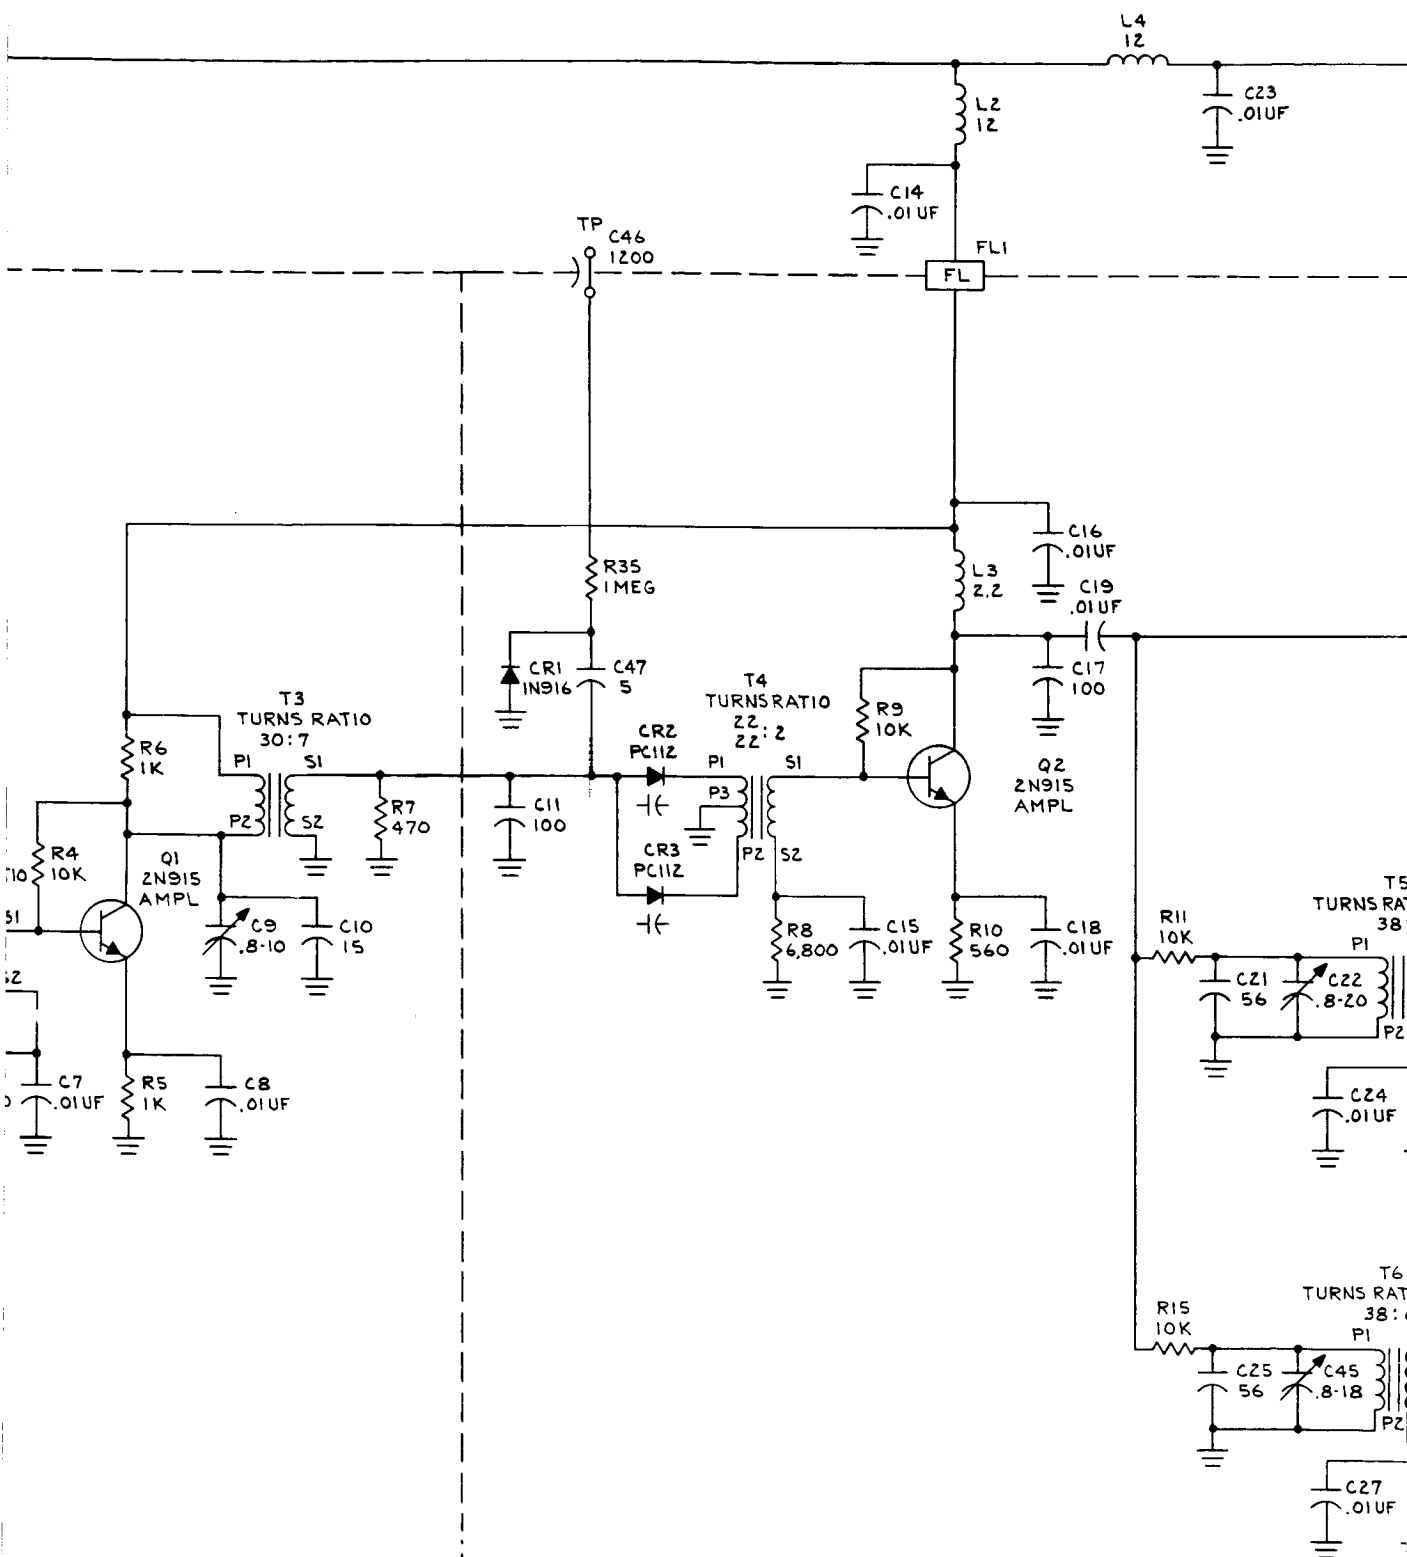 L4
12
C23
.01UF
L2
12
C14
.01UF
TP
C46
1200
FL1
FL
C16
.01UF
R35
1MEG
L3
2.2
C19
.01UF
CR1
1N916
C47
5
C17
100
T3
TURNS RATIO
30:7
T4
TURNS RATIO
22:2
22
R9
10K
CR2
PC112
R6
1K
P1
S1
P1
S1
Q2
2N915
AMPL
P3
P2
S2
R7
470
C11
100
P2
S2
CR3
PC112
R4
10K
Q1
2N915
AMPL
T5
TURNS RAT
38
R11
10K
P1
C9
.8-10
C10
15
R8
6,800
C15
.01UF
R10
560
C18
.01UF
C21
56
C22
.8-20
P2
C7
.01UF
R5
1K
C8
.01UF
C24
.01UF
T6
TURNS RAT
38:
R15
10K
P1
C25
56
C45
.8-18
P2
C27
.01UF